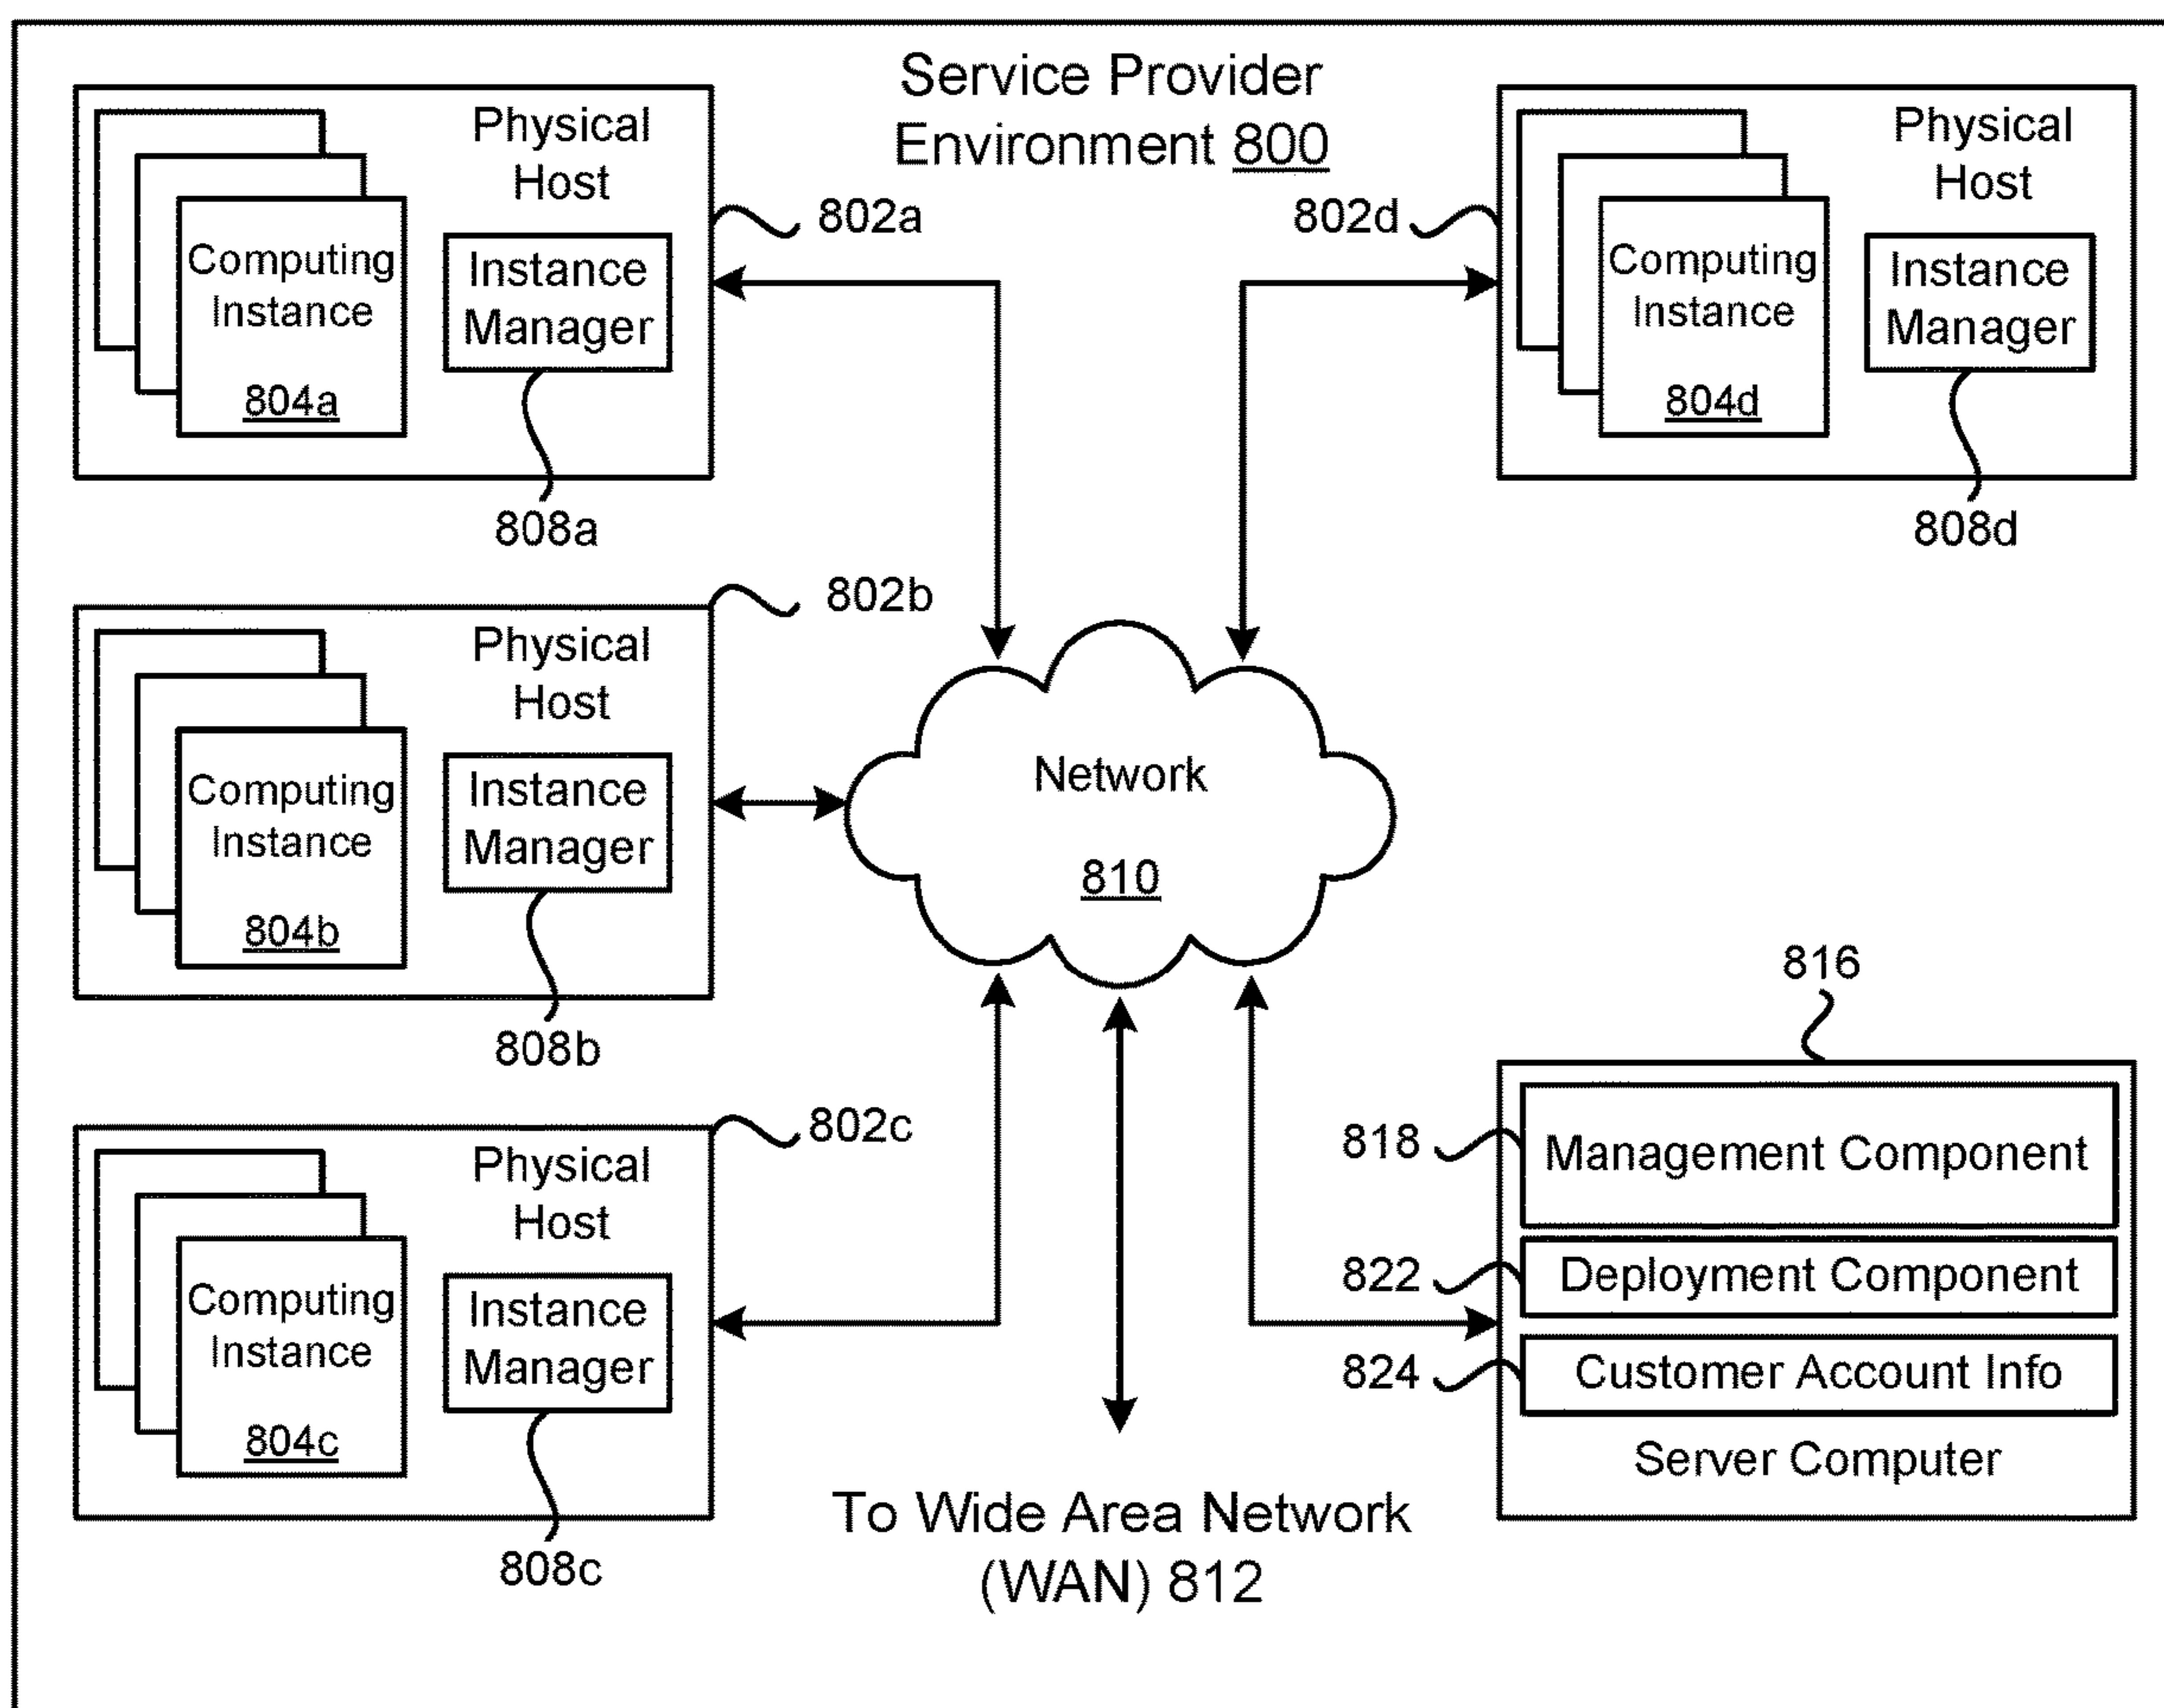 Service Provider
Environment 800
Physical
Host
Computing
Instance
804a
Instance
Manager
802a
808a
Physical
Host
Computing
Instance
804d
Instance
Manager
802d
808d
Physical
Host
Computing
Instance
804b
Instance
Manager
802b
808b
Network
810
Physical
Host
Computing
Instance
804c
Instance
Manager
802c
808c
To Wide Area Network
(WAN) 812
816
818
Management Component
822
Deployment Component
824
Customer Account Info
Server Computer